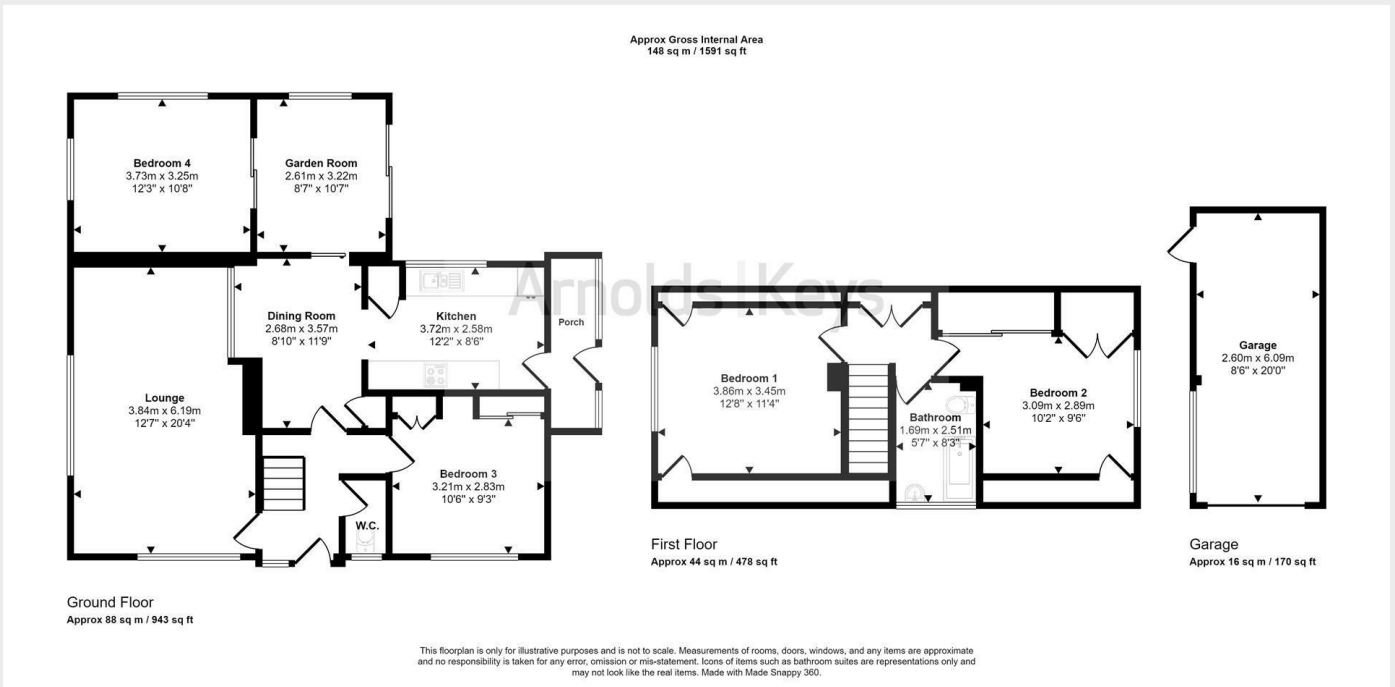 Approx Gross Internal Area
148 sq m / 1591 sq ft
Bedroom 4
3.73m x 3.25m
12'3" x 10'8"
Garden Room
2.61m x 3.22m
8'7" x 10'7"
Arnolds | Keys
Dining Room
2.68m x 3.57m
8'10" x 11'9"
Kitchen
3.72m x 2.58m
12'2" x 8'6"
Porch
Lounge
3.84m x 6.19m
12'7" x 20'4"
Bedroom 3
3.21m x 2.83m
10'6" x 9'3"
W.C.
Ground Floor
Approx 88 sq m / 943 sq ft
Bedroom 1
3.86m x 3.45m
12'8" x 11'4"
Bathroom
1.69m x 2.51m
5'7" x 8'3"
Bedroom 2
3.09m x 2.89m
10'2" x 9'6"
First Floor
Approx 44 sq m / 478 sq ft
Garage
2.60m x 6.09m
8'6" x 20'0"
Garage
Approx 16 sq m / 170 sq ft
This floorplan is only for illustrative purposes and is not to scale. Measurements of rooms, doors, windows, and any items are approximate
and no responsibility is taken for any error, omission or mis-statement. Icons of items such as bathroom suites are representations only and
may not look like the real items. Made with Made Snappy 360.